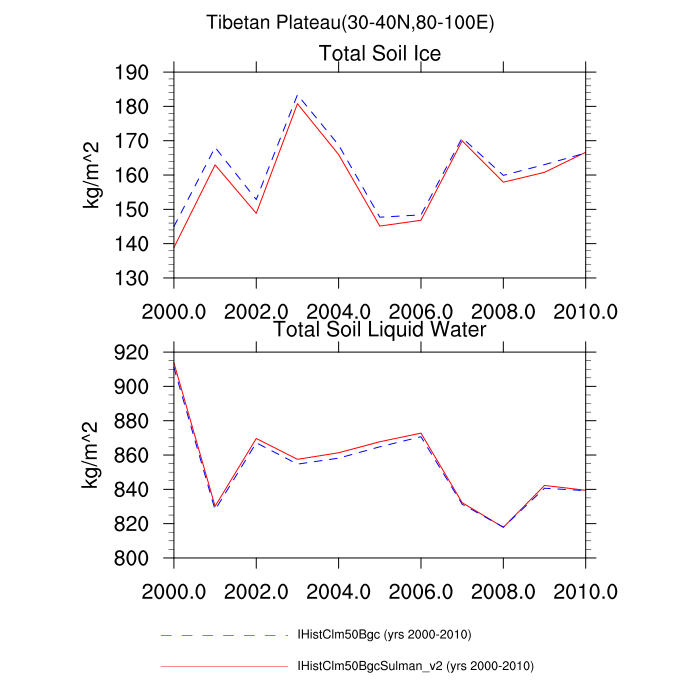 Tibetan Plateau(30-40N,80-100E)
Total Soil Ice
190
180
170
160
150
140
130
kg/m^2
2000.0 2002.0 2004.0 2006.0 2008.0 2010.0
Total Soil Liquid Water
920
900
880
860
840
820
800
kg/m^2
2000.0 2002.0 2004.0 2006.0 2008.0 2010.0
IHistClm50Bgc (yrs 2000-2010)
IHistClm50BgcSulman_v2 (yrs 2000-2010)